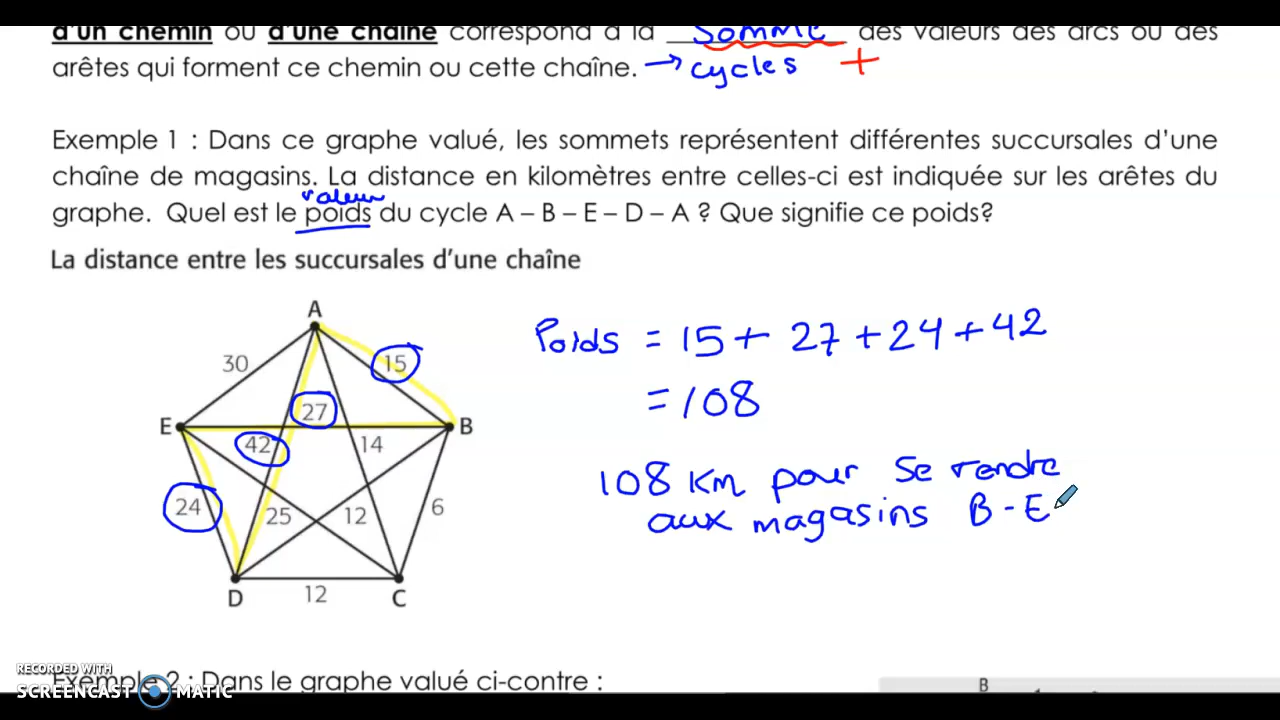 d'un chemin ou d'une chaîne correspond à la somme des valeurs des arcs ou des
arêtes qui forment ce chemin ou cette chaîne. → cycles +
Exemple 1 : Dans ce graphe valué, les sommets représentent différentes succursales d'une
chaîne de magasins. La distance en kilomètres entre celles-ci est indiquée sur les arêtes du
valeur
graphe. Quel est le poids du cycle A – B – E – D – A ? Que signifie ce poids?
La distance entre les succursales d'une chaîne
A
30
15
27
E
B
42
14
24
25
12
6
D
12
C
Poids = 15 + 27 + 24 + 42
= 108
108 km pour se rendre
aux magasins B - E
RECORDED WITH
SCREENCAST MATIC
Exemple 2 : Dans le graphe valué ci-contre :
B